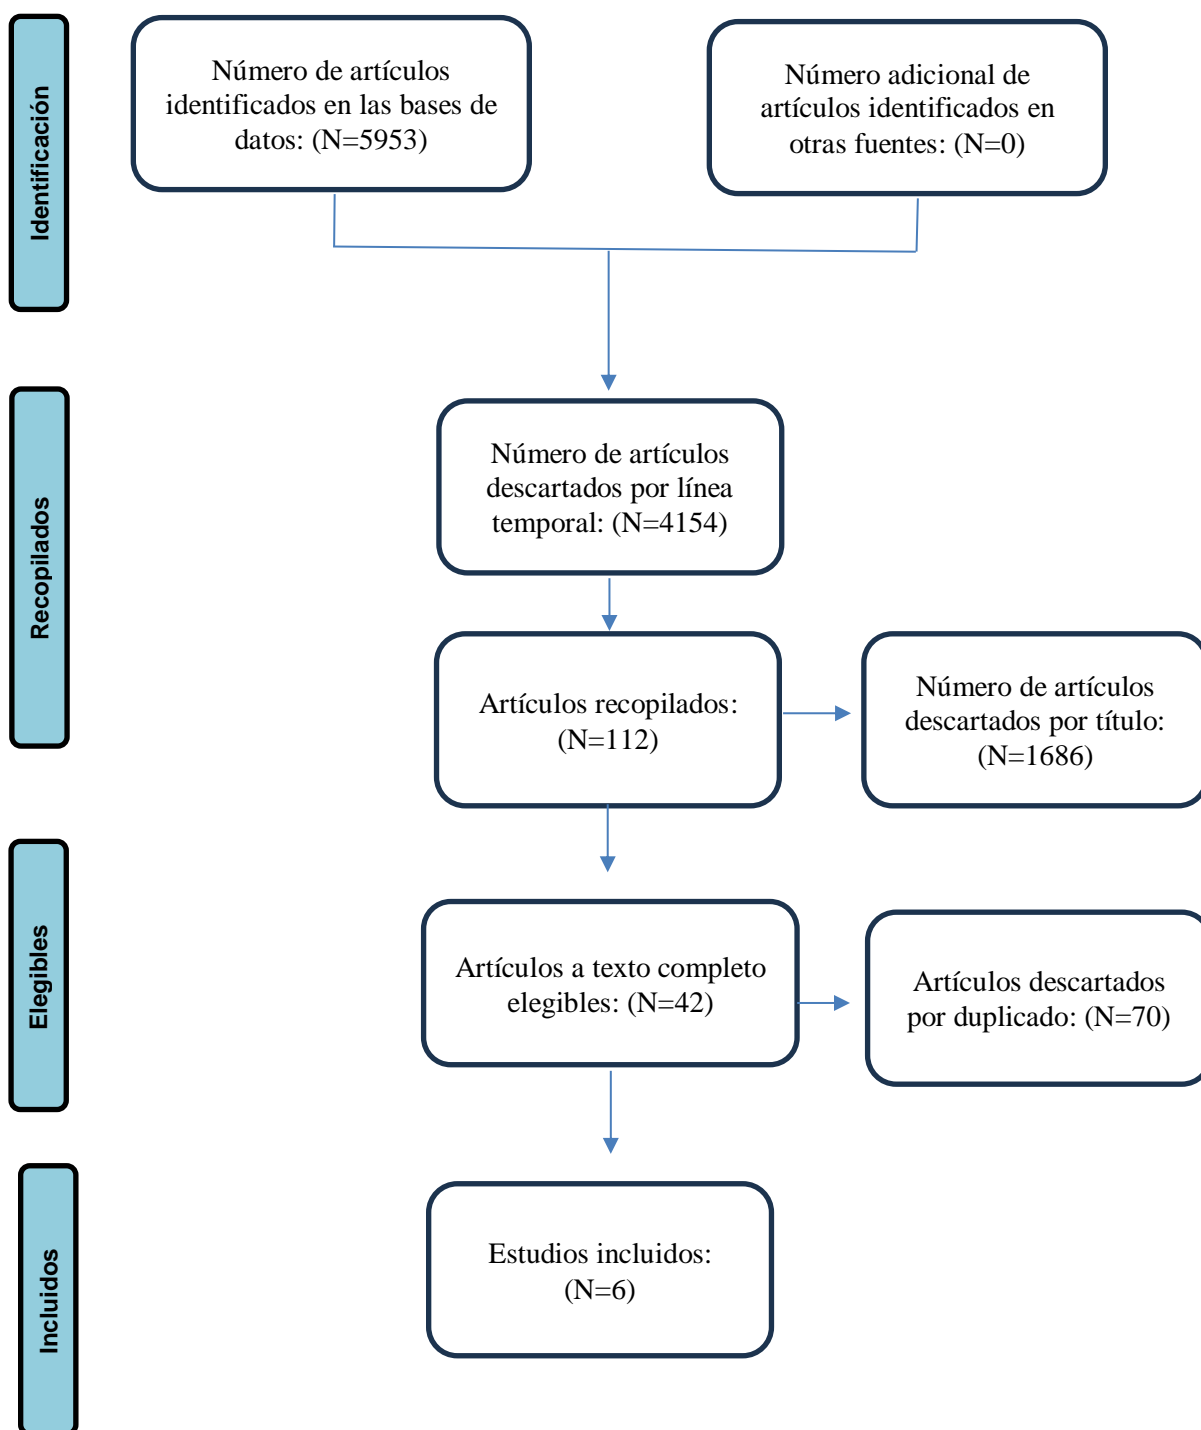 Identificación
Número de artículos
identificados en las bases de
datos: (N=5953)
Número adicional de
artículos identificados en
otras fuentes: (N=0)
Recopilados
Número de artículos
descartados por línea
temporal: (N=4154)
Artículos recopilados:
(N=112)
Número de artículos
descartados por título:
(N=1686)
Elegibles
Artículos a texto completo
elegibles: (N=42)
Artículos descartados
por duplicado: (N=70)
Incluidos
Estudios incluidos:
(N=6)